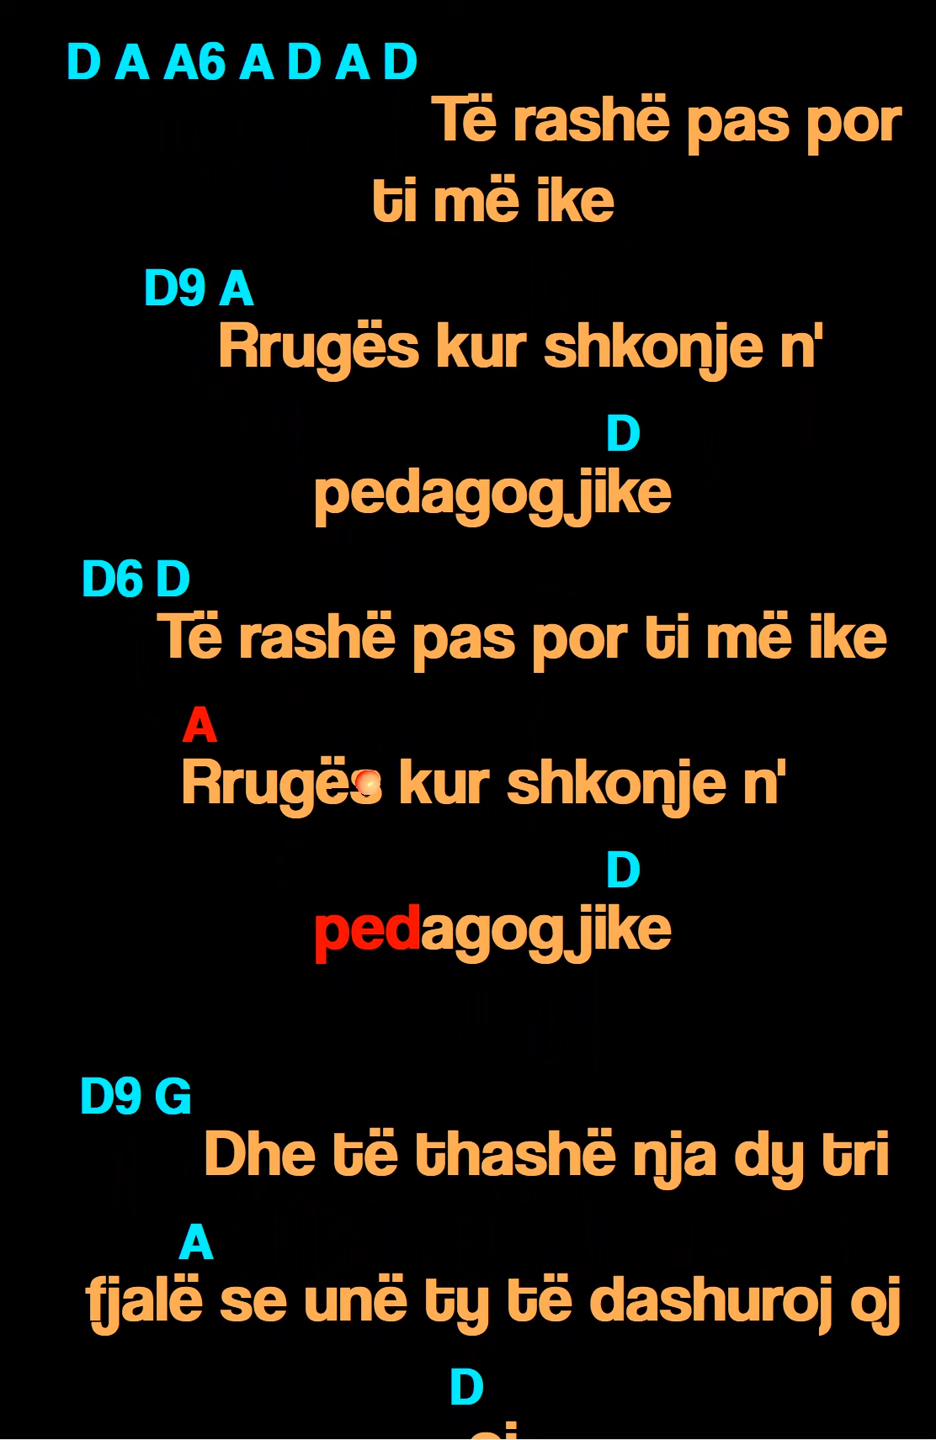 D A A6 A D A D
Të rashë pas por
ti më ike
D9 A
Rrugës kur shkonje n'
D
pedagogjike
D6 D
Të rashë pas por ti më ike
A
Rrugës kur shkonje n'
D
pedagogjike
D9 G
Dhe të thashë nja dy tri
A
fjalë se unë ty të dashuroj oj
D